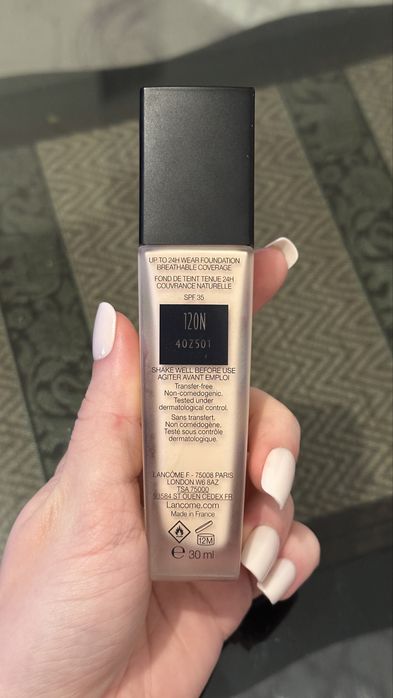 UP TO 24H WEAR FOUNDATION
BREATHABLE COVERAGE
FOND DE TEINT TENUE 24H
COUVRANCE NATURELLE
SPF 35
120N
40Z501
SHAKE WELL BEFORE USE
AGITER AVANT EMPLOI
Transfer-free
Non-comedogenic.
Tested under
dermatological control.
Sans transfert.
Non comédogène.
Testé sous contrôle
dermatologique.
LANCÔME F - 75008 PARIS
LONDON W6 8AZ
TSA 75000
93584 ST OUEN CEDEX FR
Lancome.com
Made in France
12M
e 30 ml